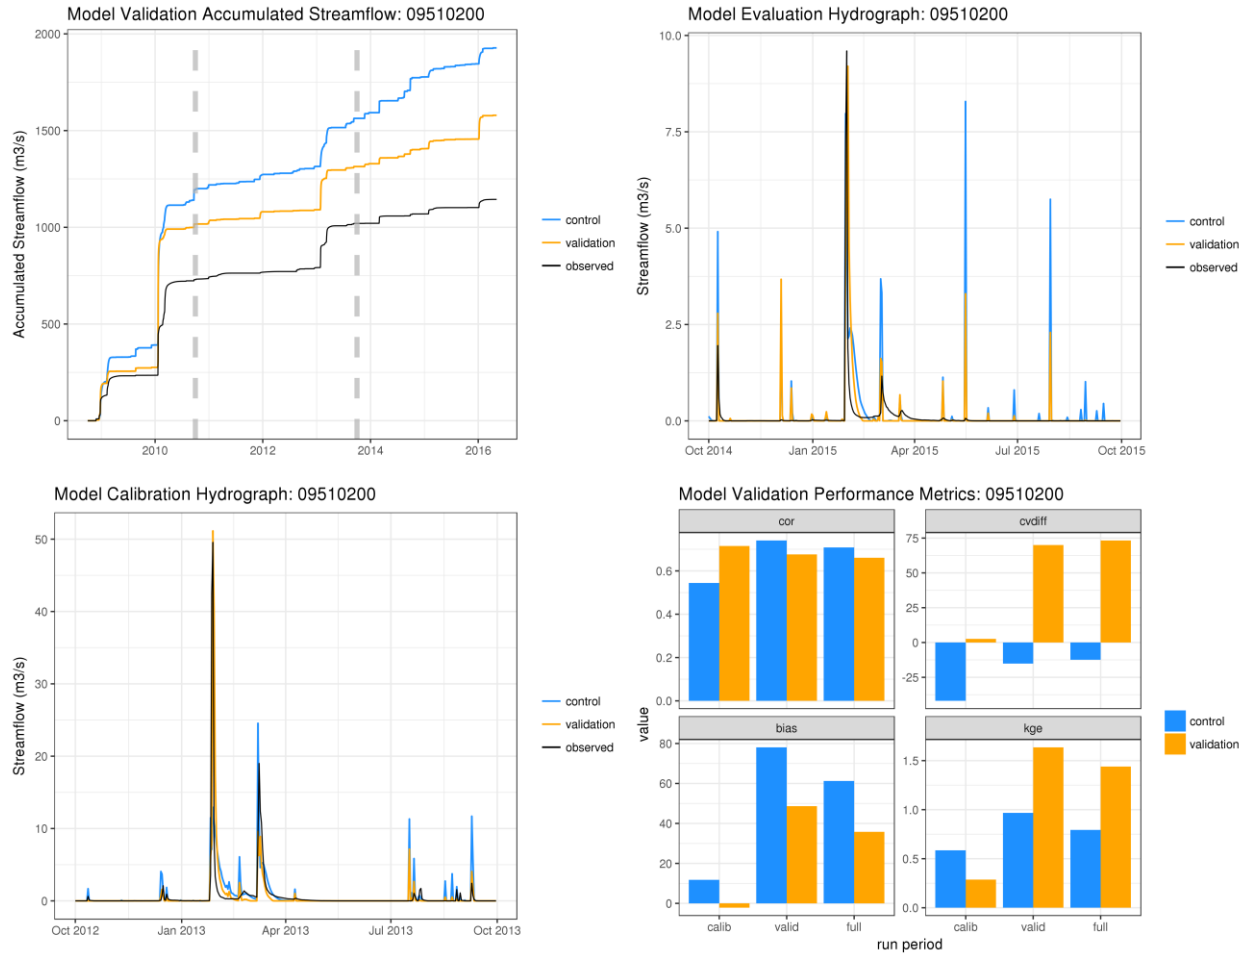 Model Validation Accumulated Streamflow: 09510200
Accumulated Streamflow (m3/s)
2000
1500
1000
500
0
2010
2012
2014
2016
control
validation
observed
Model Evaluation Hydrograph: 09510200
Streamflow (m3/s)
10.0
7.5
5.0
2.5
0.0
Oct 2014
Jan 2015
Apr 2015
Jul 2015
Oct 2015
control
validation
observed
Model Calibration Hydrograph: 09510200
Streamflow (m3/s)
50
40
30
20
10
0
Oct 2012
Jan 2013
Apr 2013
Jul 2013
Oct 2013
control
validation
observed
Model Validation Performance Metrics: 09510200
value
cor
0.6
0.4
0.2
0.0
cvdiff
75
50
25
0
-25
bias
80
60
40
20
0
kge
1.5
1.0
0.5
0.0
calib
valid
full
calib
valid
full
run period
control
validation